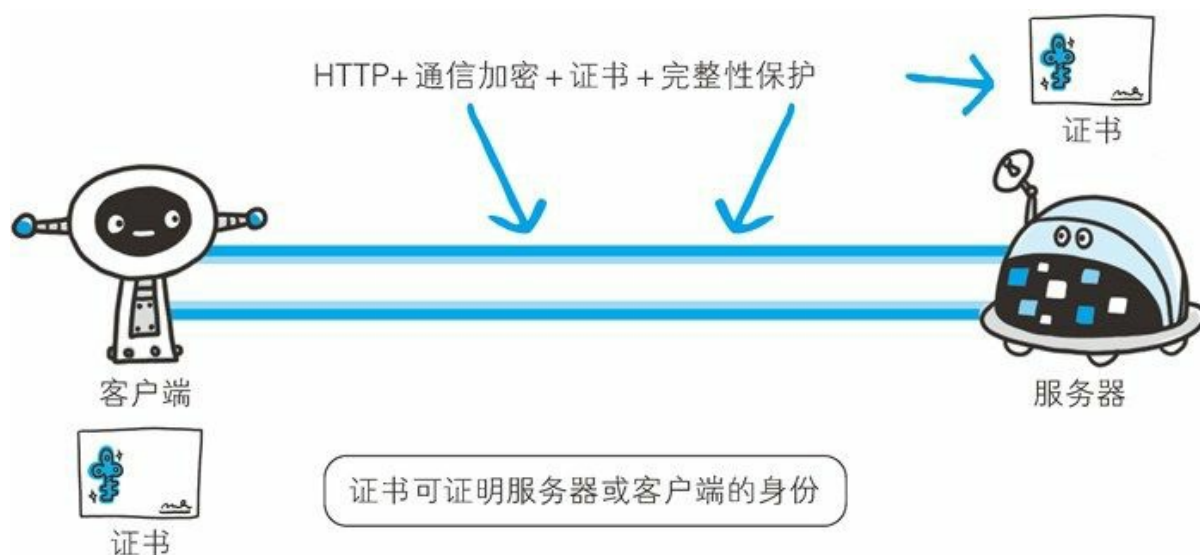 HTTP+ 通信加密 + 证书 + 完整性保护
证书
客户端
服务器
证书可证明服务器或客户端的身份
证书